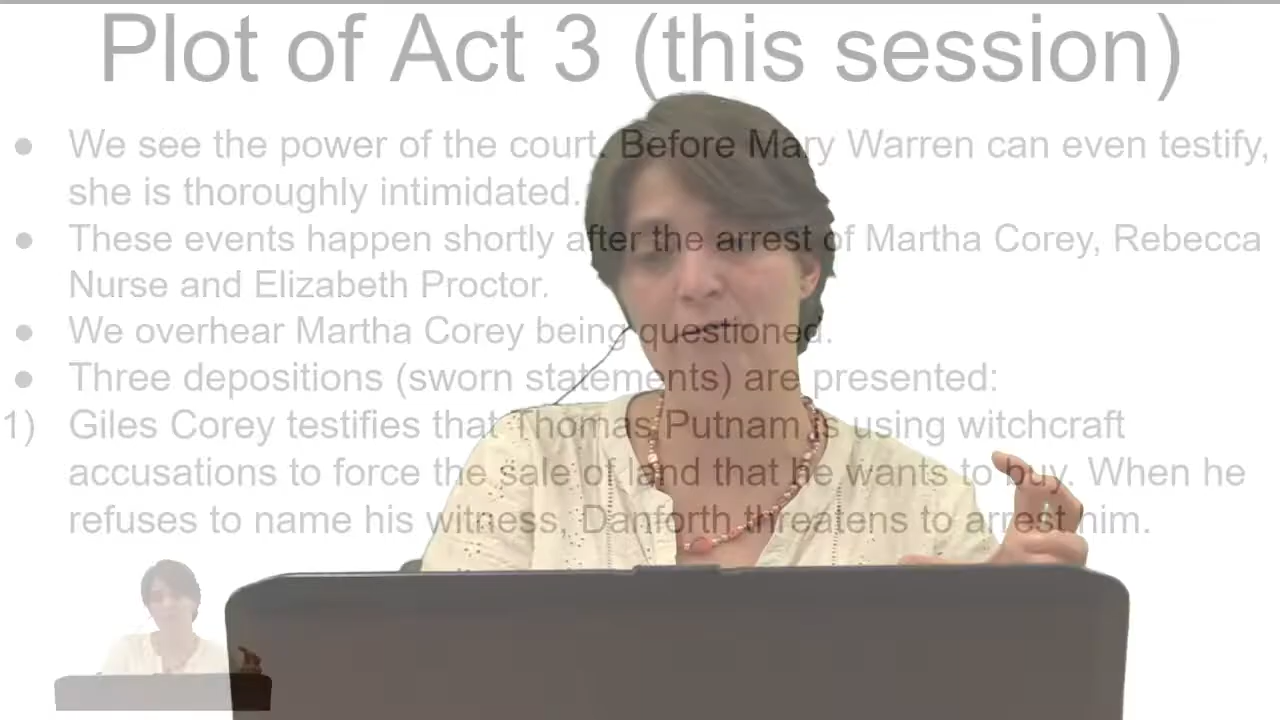 Plot of Act 3 (this session)
● We see the power of the court. Before Mary Warren can even testify,
she is thoroughly intimidated.
● These events happen shortly after the arrest of Martha Corey, Rebecca
Nurse and Elizabeth Proctor.
● We overhear Martha Corey being questioned.
● Three depositions (sworn statements) are presented:
1) Giles Corey testifies that Thomas Putnam is using witchcraft
accusations to force the sale of land that he wants to buy. When he
refuses to name his witness, Danforth threatens to arrest him.